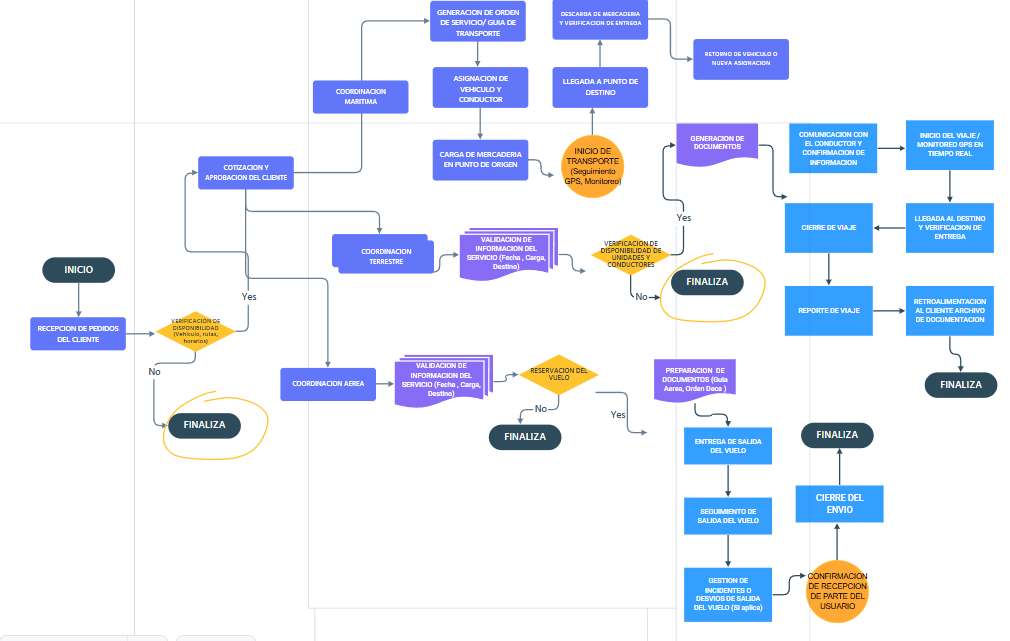 INICIO
RECEPCION DE PEDIDOS
DEL CLIENTE
VERIFICACION DE
DISPONIBILIDAD
(Vehiculo, rutas,
horarios)
Yes
No
FINALIZA
COTIZACION Y
APROBACION DEL CLIENTE
COORDINACION
MARITIMA
GENERACION DE ORDEN
DE SERVICIO/ GUIA DE
TRANSPORTE
ASIGNACION DE
VEHICULO Y
CONDUCTOR
CARGA DE MERCADERIA
EN PUNTO DE ORIGEN
INICIO DE
TRANSPORTE
(Seguimiento
GPS, Monitoreo)
LLEGADA A PUNTO DE
DESTINO
DESCARGA DE MERCADERIA
Y VERIFICACION DE ENTREGA
RETORNO DE VEHICULO O
NUEVA ASIGNACION
COORDINACION
TERRESTRE
VALIDACION DE
INFORMACION DEL
SERVICIO (Fecha , Carga,
Destino)
VERIFICACION DE
DISPONIBILIDAD DE
UNIDADES Y
CONDUCTORES
Yes
No
FINALIZA
GENERACION DE
DOCUMENTOS
COMUNICACION CON
EL CONDUCTOR Y
CONFIRMACION DE
INFORMACION
INICIO DEL VIAJE /
MONITORED GPS EN
TIEMPO REAL
LLEGADA AL DESTINO
Y VERIFICACION DE
ENTREGA
CIERRE DE VIAJE
REPORTE DE VIAJE
RETROALIMENTACION
AL CLIENTE ARCHIVO
DE DOCUMENTACION
FINALIZA
COORDINACION AEREA
VALIDACION DE
INFORMACION DEL
SERVICIO (Fecha , Carga,
Destino)
RESERVACION DEL
VUELO
No
Yes
FINALIZA
PREPARACION DE
DOCUMENTOS (Guia
Aerea, Orden Deca )
ENTREGA DE SALIDA
DEL VUELO
SEGUIMIENTO DE
SALIDA DEL VUELO
GESTION DE
INCIDENTES O
DESVIOS DE SALIDA
DEL VUELO (Si aplica)
CONFIRMACION
DE RECEPCION
DE PARTE DEL
USUARIO
CIERRE DEL
ENVIO
FINALIZA